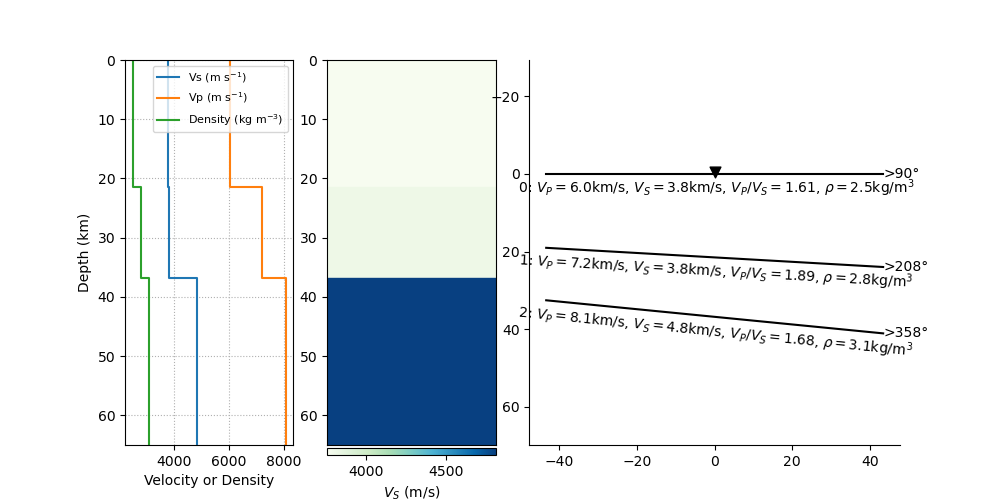 0
10
20
30
40
50
60
Depth (km)
4000 6000 8000
Velocity or Density
Vs (m s⁻¹)
Vp (m s⁻¹)
Density (kg m⁻³)
0
10
20
30
40
50
60
4000 4500
V_S (m/s)
−20
0
20
40
60
−40 −20 0 20 40
>90°
0: V_P = 6.0km/s, V_S = 3.8km/s, V_P/V_S = 1.61, ρ = 2.5kg/m³
>208°
1: V_P = 7.2km/s, V_S = 3.8km/s, V_P/V_S = 1.89, ρ = 2.8kg/m³
>358°
2: V_P = 8.1km/s, V_S = 4.8km/s, V_P/V_S = 1.68, ρ = 3.1kg/m³